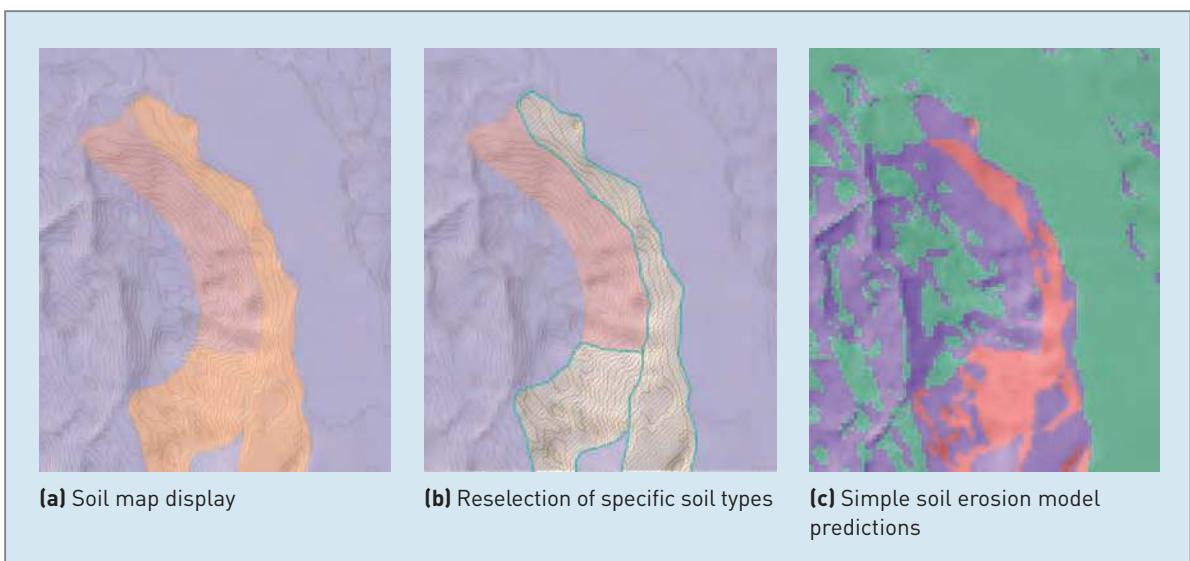 (a) Soil map display
(b) Reselection of specific soil types
(c) Simple soil erosion model
predictions